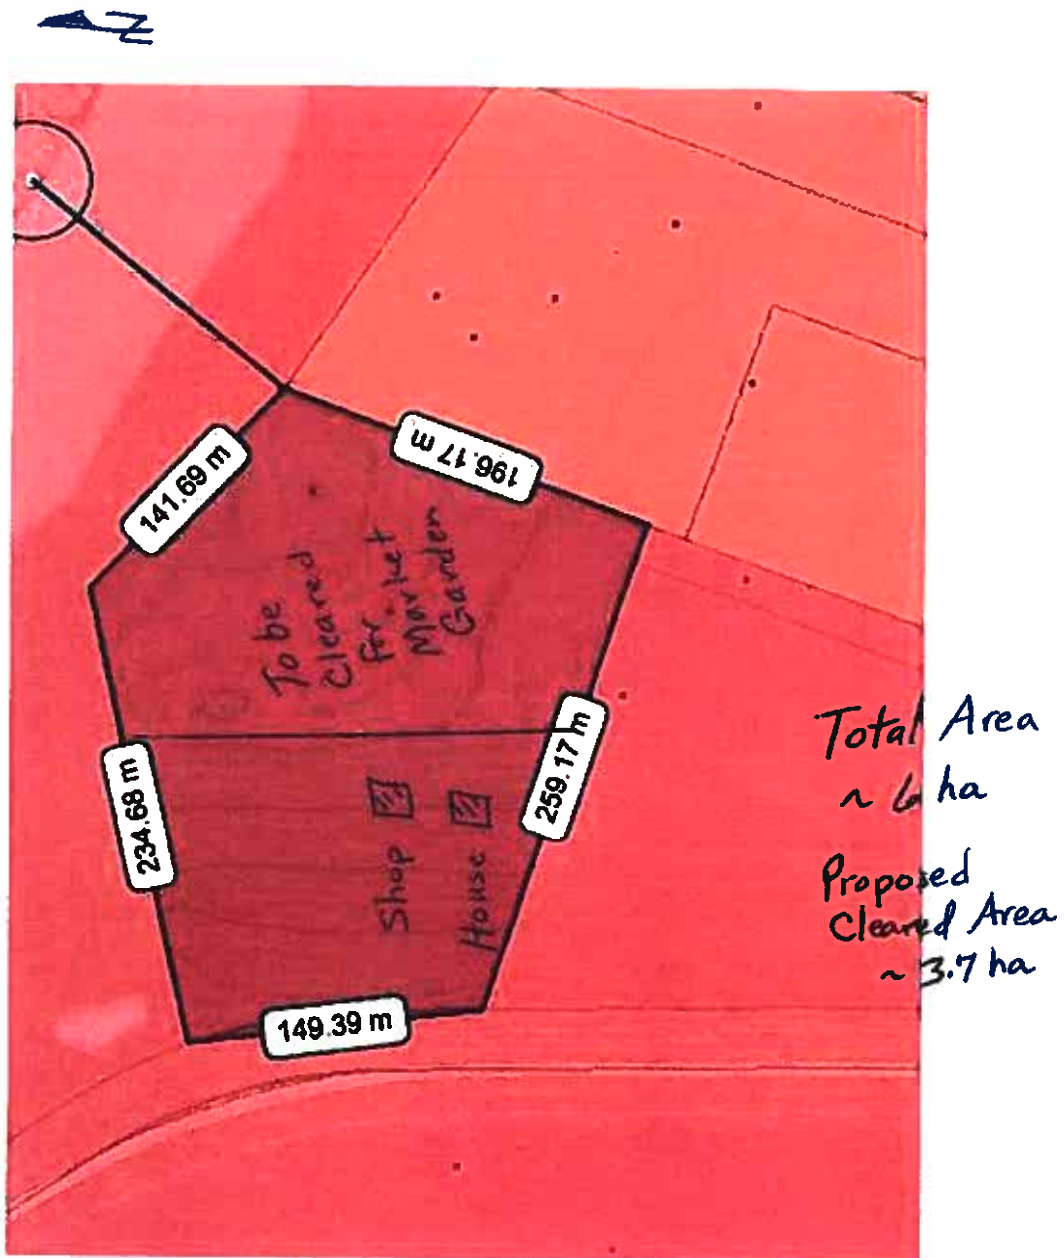 N
141.69 m
196.17 m
To be
Cleared
for
Market
Garden
234.68 m
259.17 m
Shop
House
149.39 m
Total Area
~ 6 ha
Proposed
Cleared Area
~ 3.7 ha